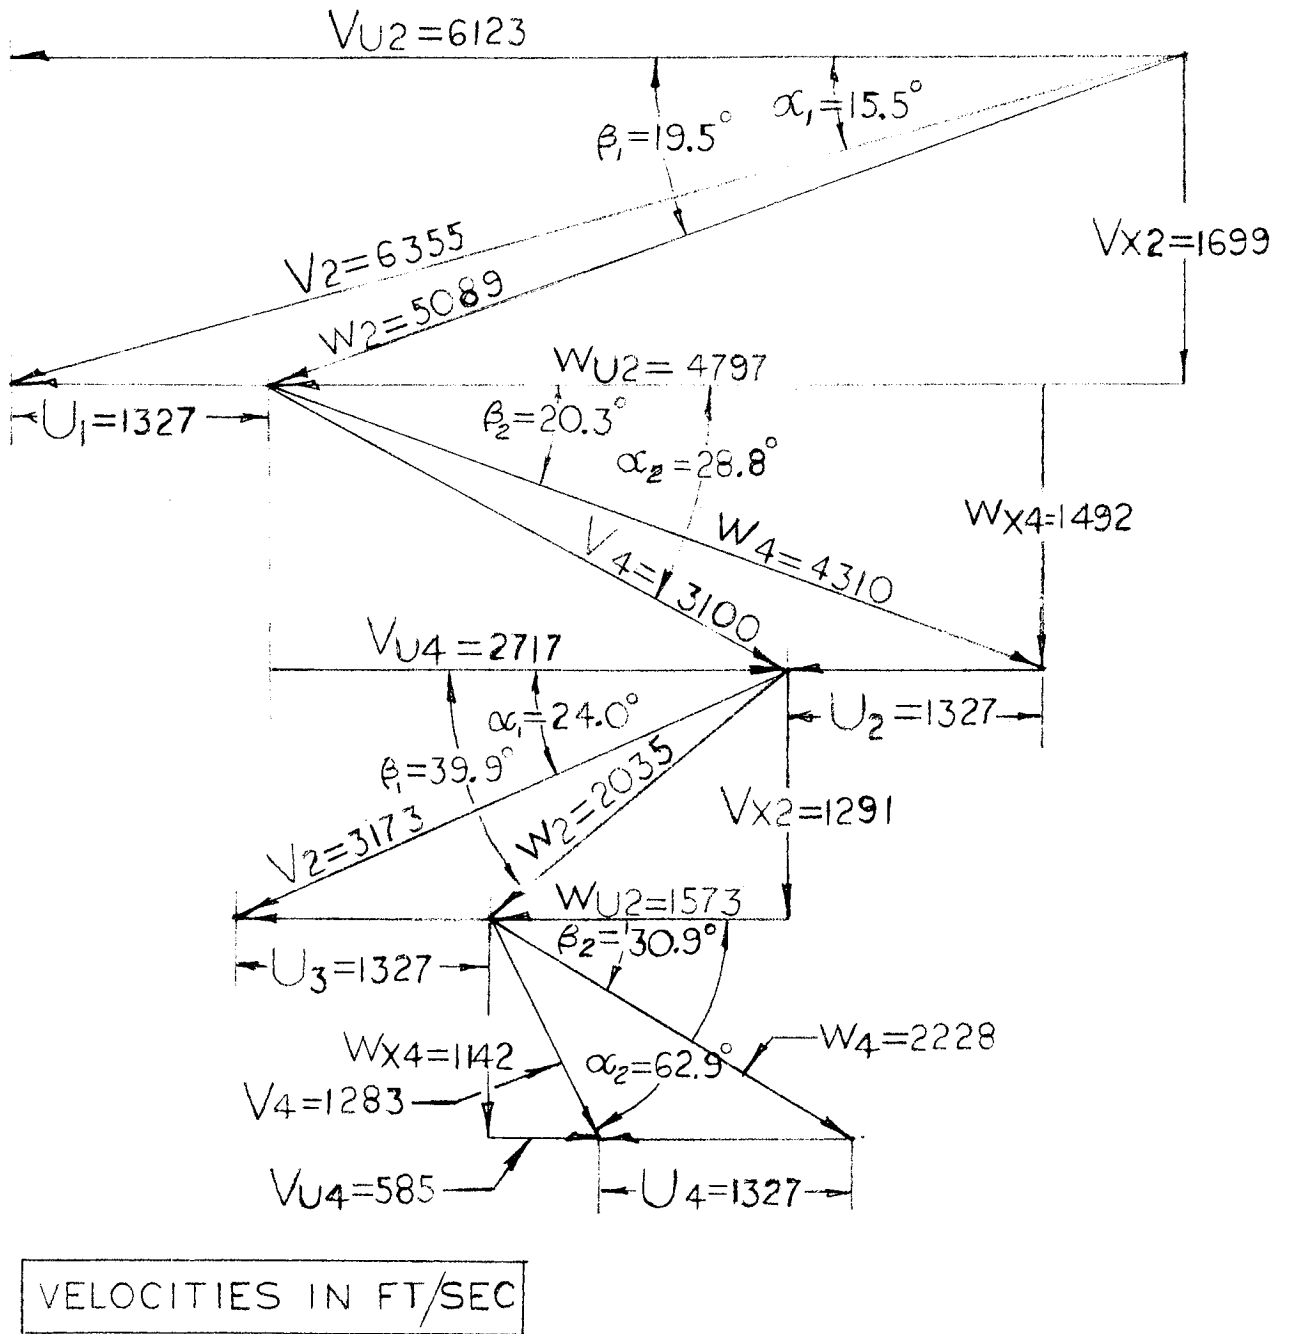 VU2=6123
α1=15.5°
β1=19.5°
V2=6355
VX2=1699
W2=5089
WU2=4797
U1=1327
β2=20.3°
α2=28.8°
WX4=1492
V4=3100
W4=4310
VU4=2717
U2=1327
α1=24.0°
β1=39.9°
W2=2035
VX2=1291
V2=3173
WU2=1573
β2=30.9°
U3=1327
W4=2228
WX4=1142
α2=62.9°
V4=1283
VU4=585
U4=1327
VELOCITIES IN FT/SEC